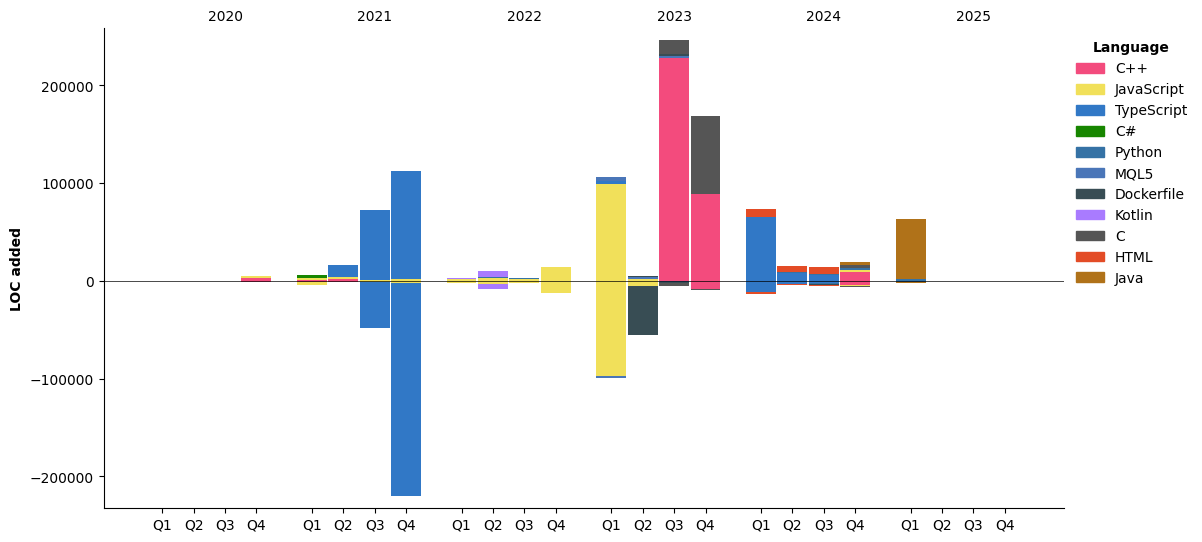 2020 2021 2022 2023 2024 2025
LOC added
200000
100000
0
−100000
−200000
Q1 Q2 Q3 Q4 Q1 Q2 Q3 Q4 Q1 Q2 Q3 Q4 Q1 Q2 Q3 Q4 Q1 Q2 Q3 Q4 Q1 Q2 Q3 Q4
Language
C++
JavaScript
TypeScript
C#
Python
MQL5
Dockerfile
Kotlin
C
HTML
Java